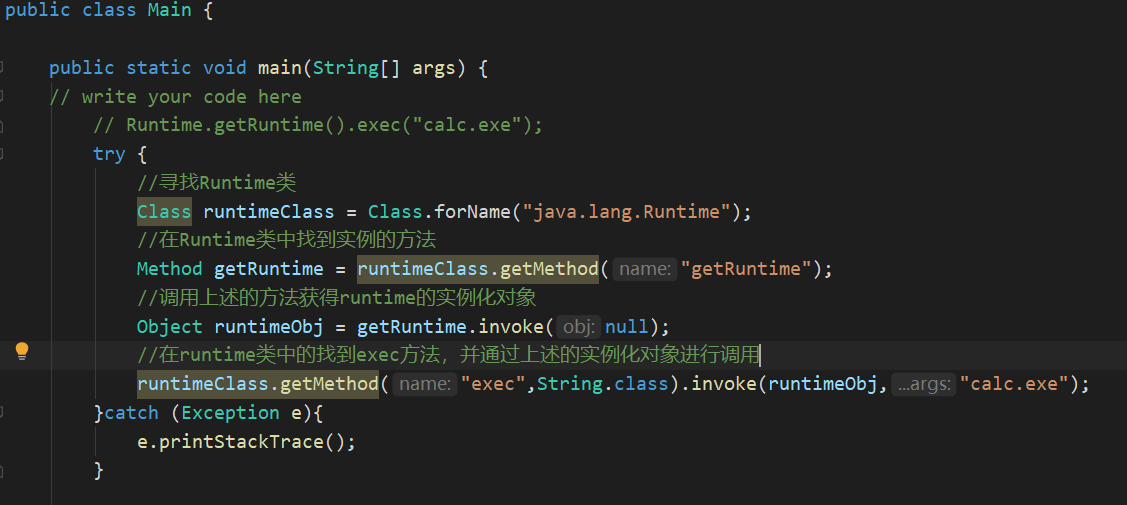 public class Main {
public static void main(String[] args) {
// write your code here
// Runtime.getRuntime().exec("calc.exe");
try {
//寻找Runtime类
Class runtimeClass = Class.forName("java.lang.Runtime");
//在Runtime类中找到实例的方法
Method getRuntime = runtimeClass.getMethod( name: "getRuntime");
//调用上述的方法获得runtime的实例化对象
Object runtimeObj = getRuntime.invoke( obj: null);
//在runtime类中的找到exec方法，并通过上述的实例化对象进行调用
runtimeClass.getMethod( name: "exec",String.class).invoke(runtimeObj, ...args: "calc.exe");
}catch (Exception e){
e.printStackTrace();
}